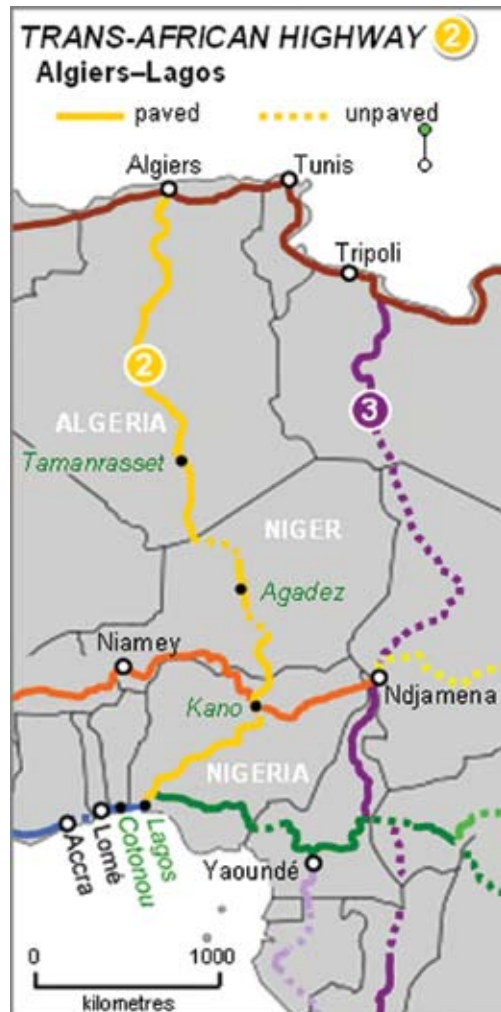 TRANS-AFRICAN HIGHWAY 2
Algiers–Lagos
paved
unpaved
Algiers
Tunis
Tripoli
2
3
ALGERIA
Tamanrasset
NIGER
Agadez
Niamey
Ndjamena
Kano
NIGERIA
Accra
Lomé
Cotonou
Lagos
Yaoundé
0
1000
kilometres